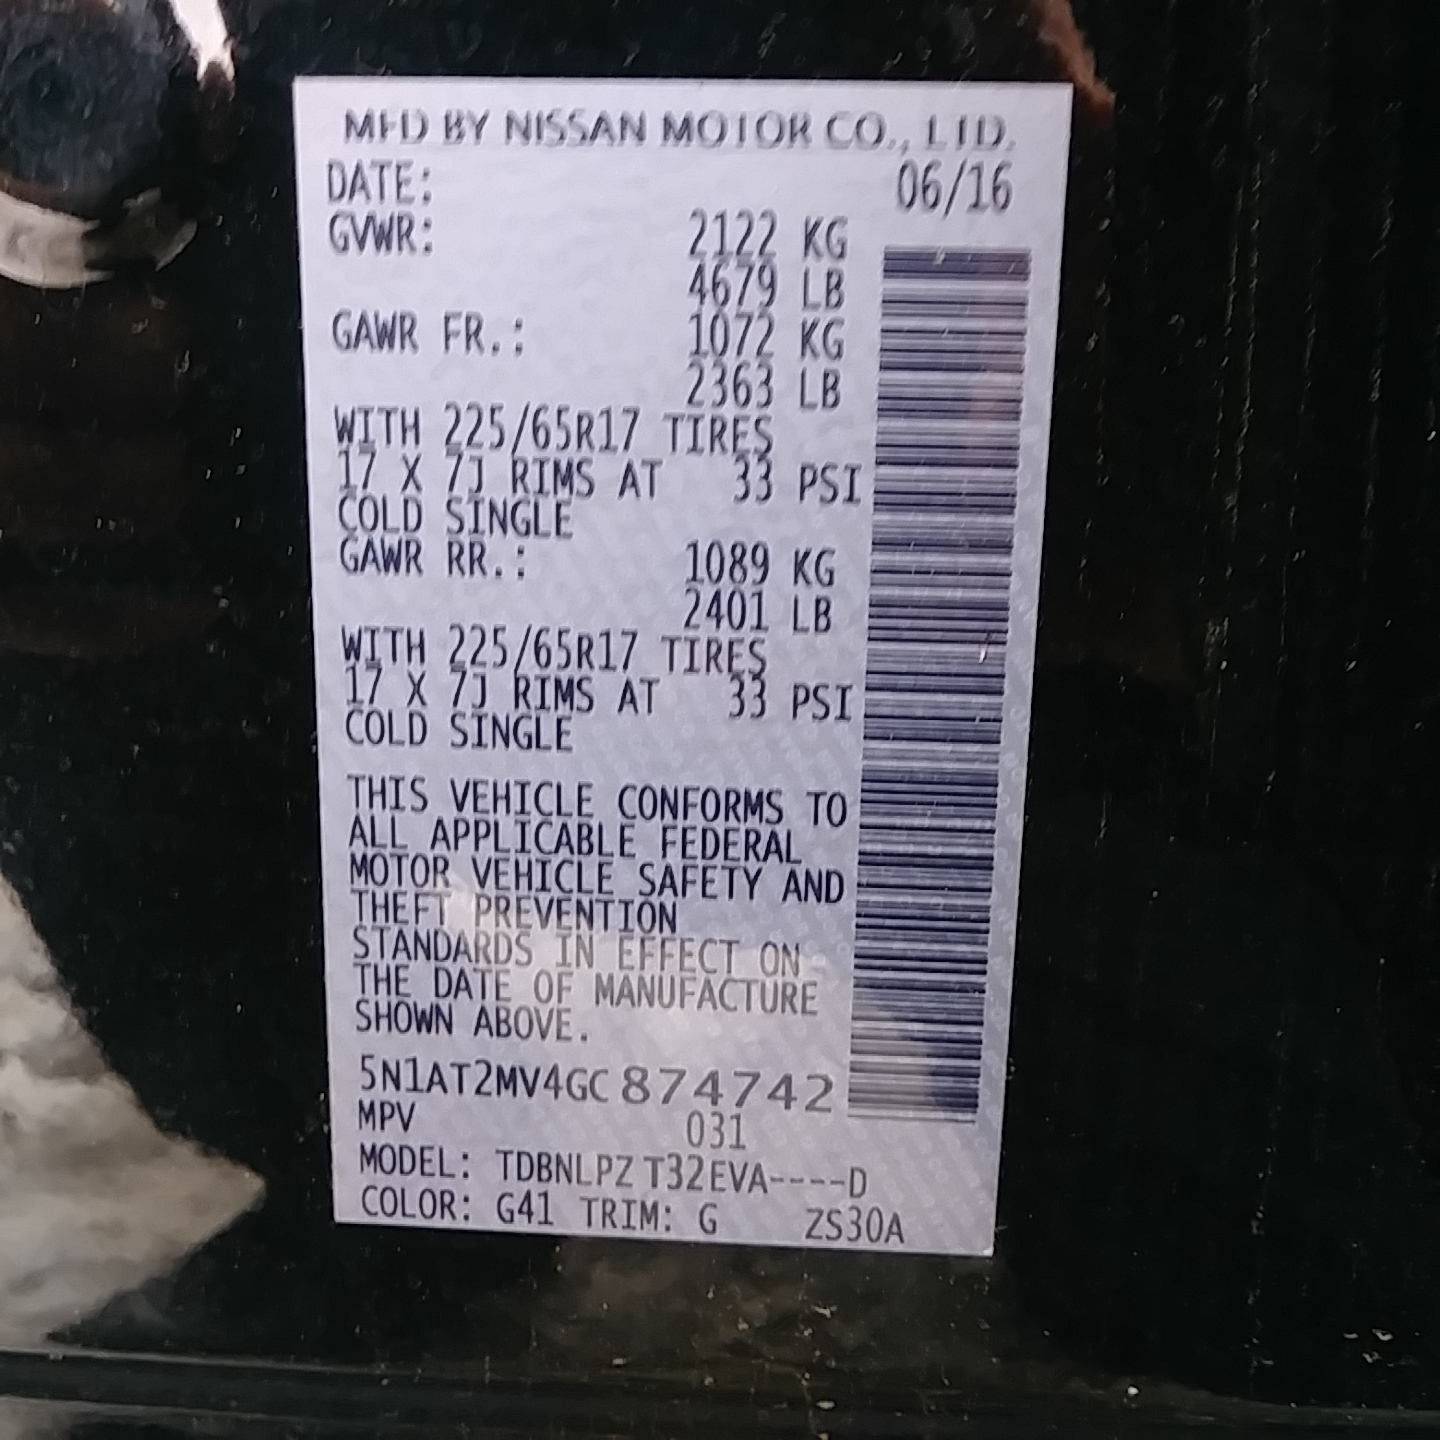 MFD BY NISSAN MOTOR CO., LTD.
DATE: 06/16
GVWR: 2122 KG
4679 LB
GAWR FR.: 1072 KG
2363 LB
WITH 225/65R17 TIRES
17 X 7J RIMS AT 33 PSI
COLD SINGLE
GAWR RR.: 1089 KG
2401 LB
WITH 225/65R17 TIRES
17 X 7J RIMS AT 33 PSI
COLD SINGLE
THIS VEHICLE CONFORMS TO
ALL APPLICABLE FEDERAL
MOTOR VEHICLE SAFETY AND
THEFT PREVENTION
STANDARDS IN EFFECT ON
THE DATE OF MANUFACTURE
SHOWN ABOVE.
5N1AT2MV4GC874742
MPV 031
MODEL: TDBNLPZ T32EVA----D
COLOR: G41 TRIM: G ZS30A